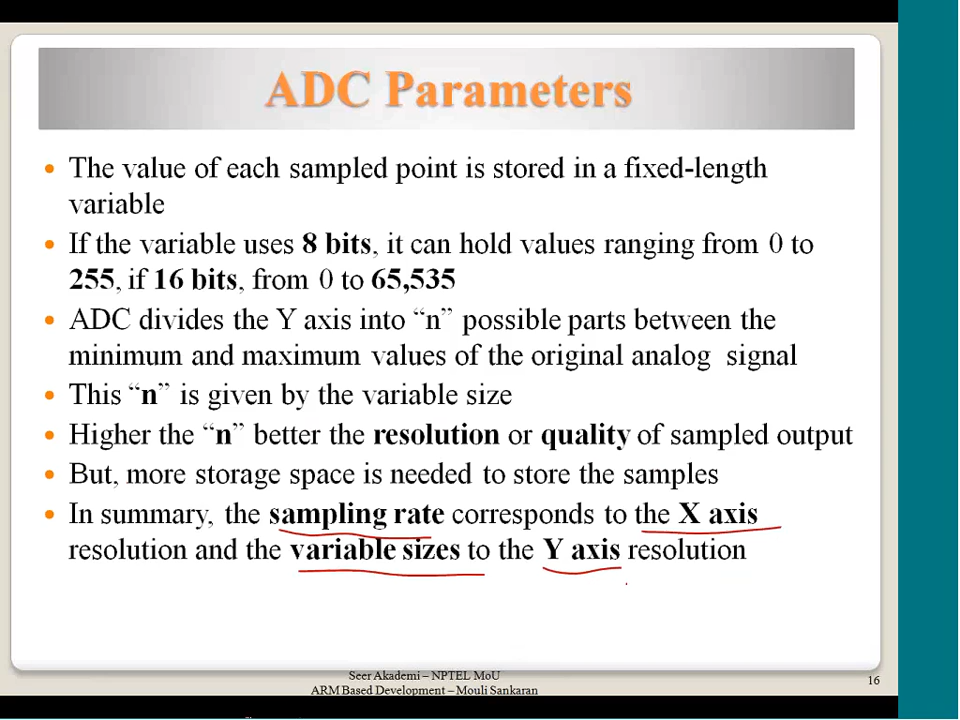 ADC Parameters
• The value of each sampled point is stored in a fixed-length
variable
• If the variable uses 8 bits, it can hold values ranging from 0 to
255, if 16 bits, from 0 to 65,535
• ADC divides the Y axis into “n” possible parts between the
minimum and maximum values of the original analog signal
• This “n” is given by the variable size
• Higher the “n” better the resolution or quality of sampled output
• But, more storage space is needed to store the samples
• In summary, the sampling rate corresponds to the X axis
resolution and the variable sizes to the Y axis resolution
Seer Akademi – NPTEL MoU
ARM Based Development – Mouli Sankaran
16